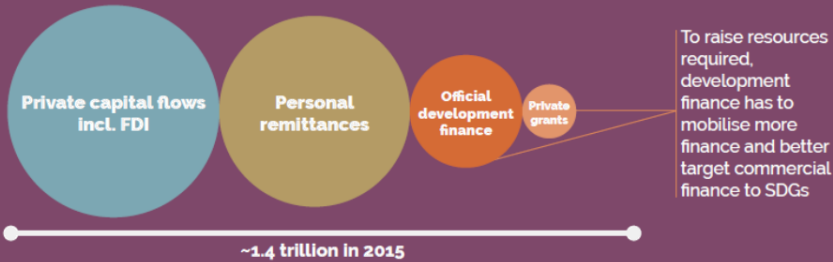 Private capital flows
incl. FDI
Personal
remittances
Official
development
finance
Private
grants
To raise resources
required,
development
finance has to
mobilise more
finance and better
target commercial
finance to SDGs
~1.4 trillion in 2015